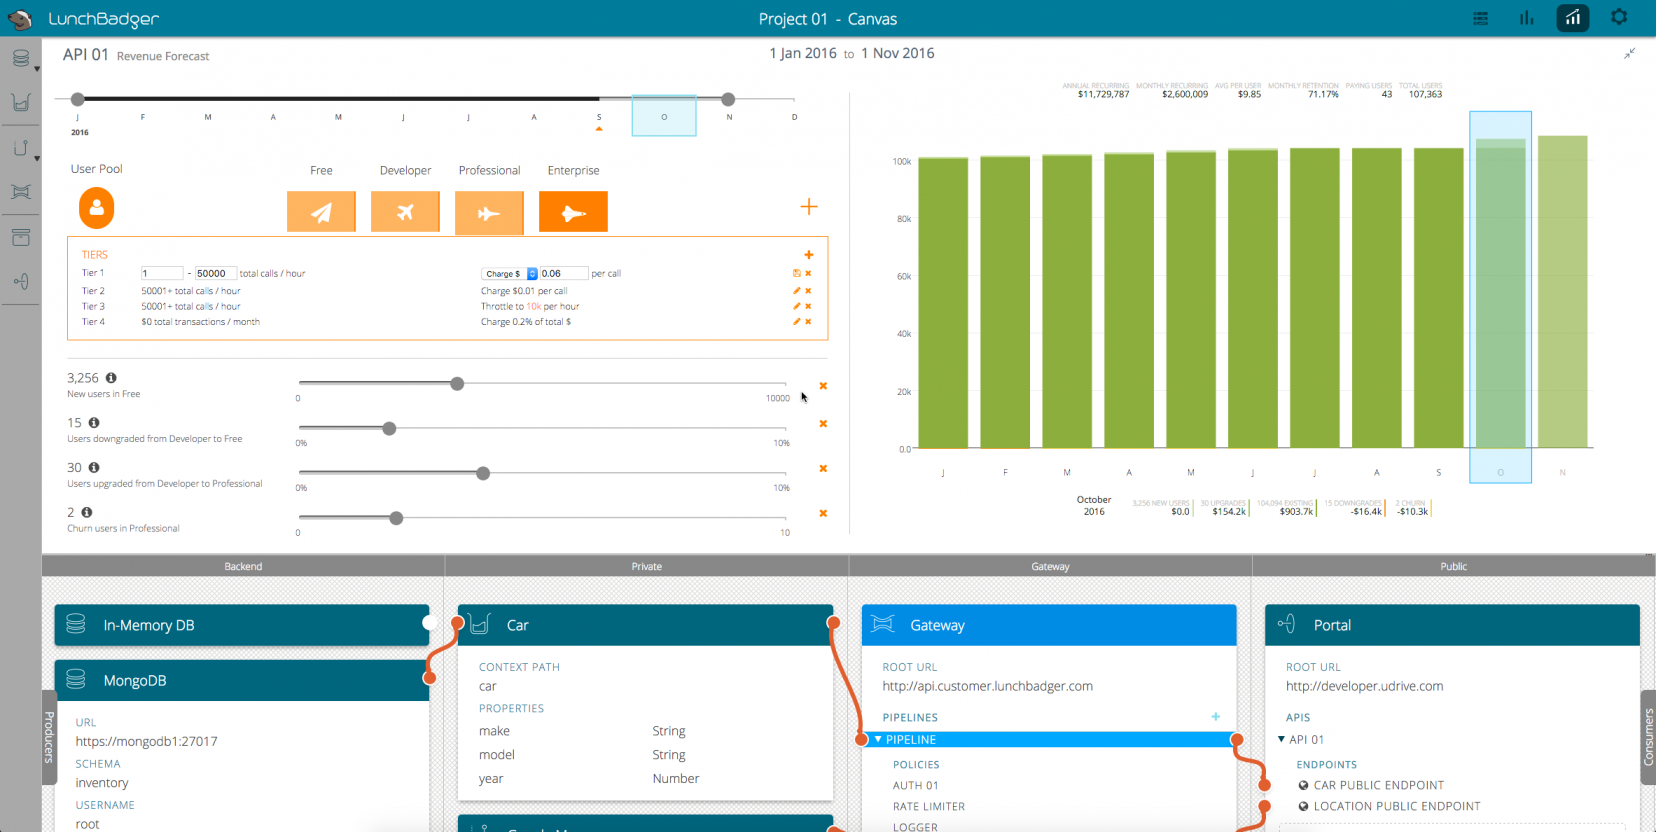 LunchBadger
Project 01 - Canvas
API 01 Revenue Forecast
1 Jan 2016 to 1 Nov 2016
J F M A M J J A S O N D
2016
User Pool
Free Developer Professional Enterprise
TIERS
Tier 1 1 - 50000 total calls / hour Charge $ 0.06 per call
Tier 2 50001+ total calls / hour Charge $0.01 per call
Tier 3 50001+ total calls / hour Throttle to 10k per hour
Tier 4 $0 total transactions / month Charge 0.2% of total $
3,256
New users in Free
0 10000
15
Users downgraded from Developer to Free
0% 10%
30
Users upgraded from Developer to Professional
0% 10%
2
Churn users in Professional
0 10
ANNUAL RECURRING MONTHLY RECURRING AVG PER USER MONTHLY RETENTION PAYING USERS TOTAL USERS
$11,729,787 $2,600,009 $9.85 71.17% 43 107,363
100k
80k
60k
40k
20k
0.0
J F M A M J J A S O N
October 3,256 NEW USERS 30 UPGRADES 104,094 EXISTING 15 DOWNGRADES 2 CHURN
2016 $0.0 $154.2k $903.7k -$16.4k -$10.3k
Backend Private Gateway Public
Producers
In-Memory DB
MongoDB
URL
https://mongodb1:27017
SCHEMA
inventory
USERNAME
root
Car
CONTEXT PATH
car
PROPERTIES
make String
model String
year Number
Gateway
ROOT URL
http://api.customer.lunchbadger.com
PIPELINES +
PIPELINE
POLICIES
AUTH 01
RATE LIMITER
LOGGER
Portal
ROOT URL
http://developer.udrive.com
APIS
API 01
ENDPOINTS
CAR PUBLIC ENDPOINT
LOCATION PUBLIC ENDPOINT
Consumers